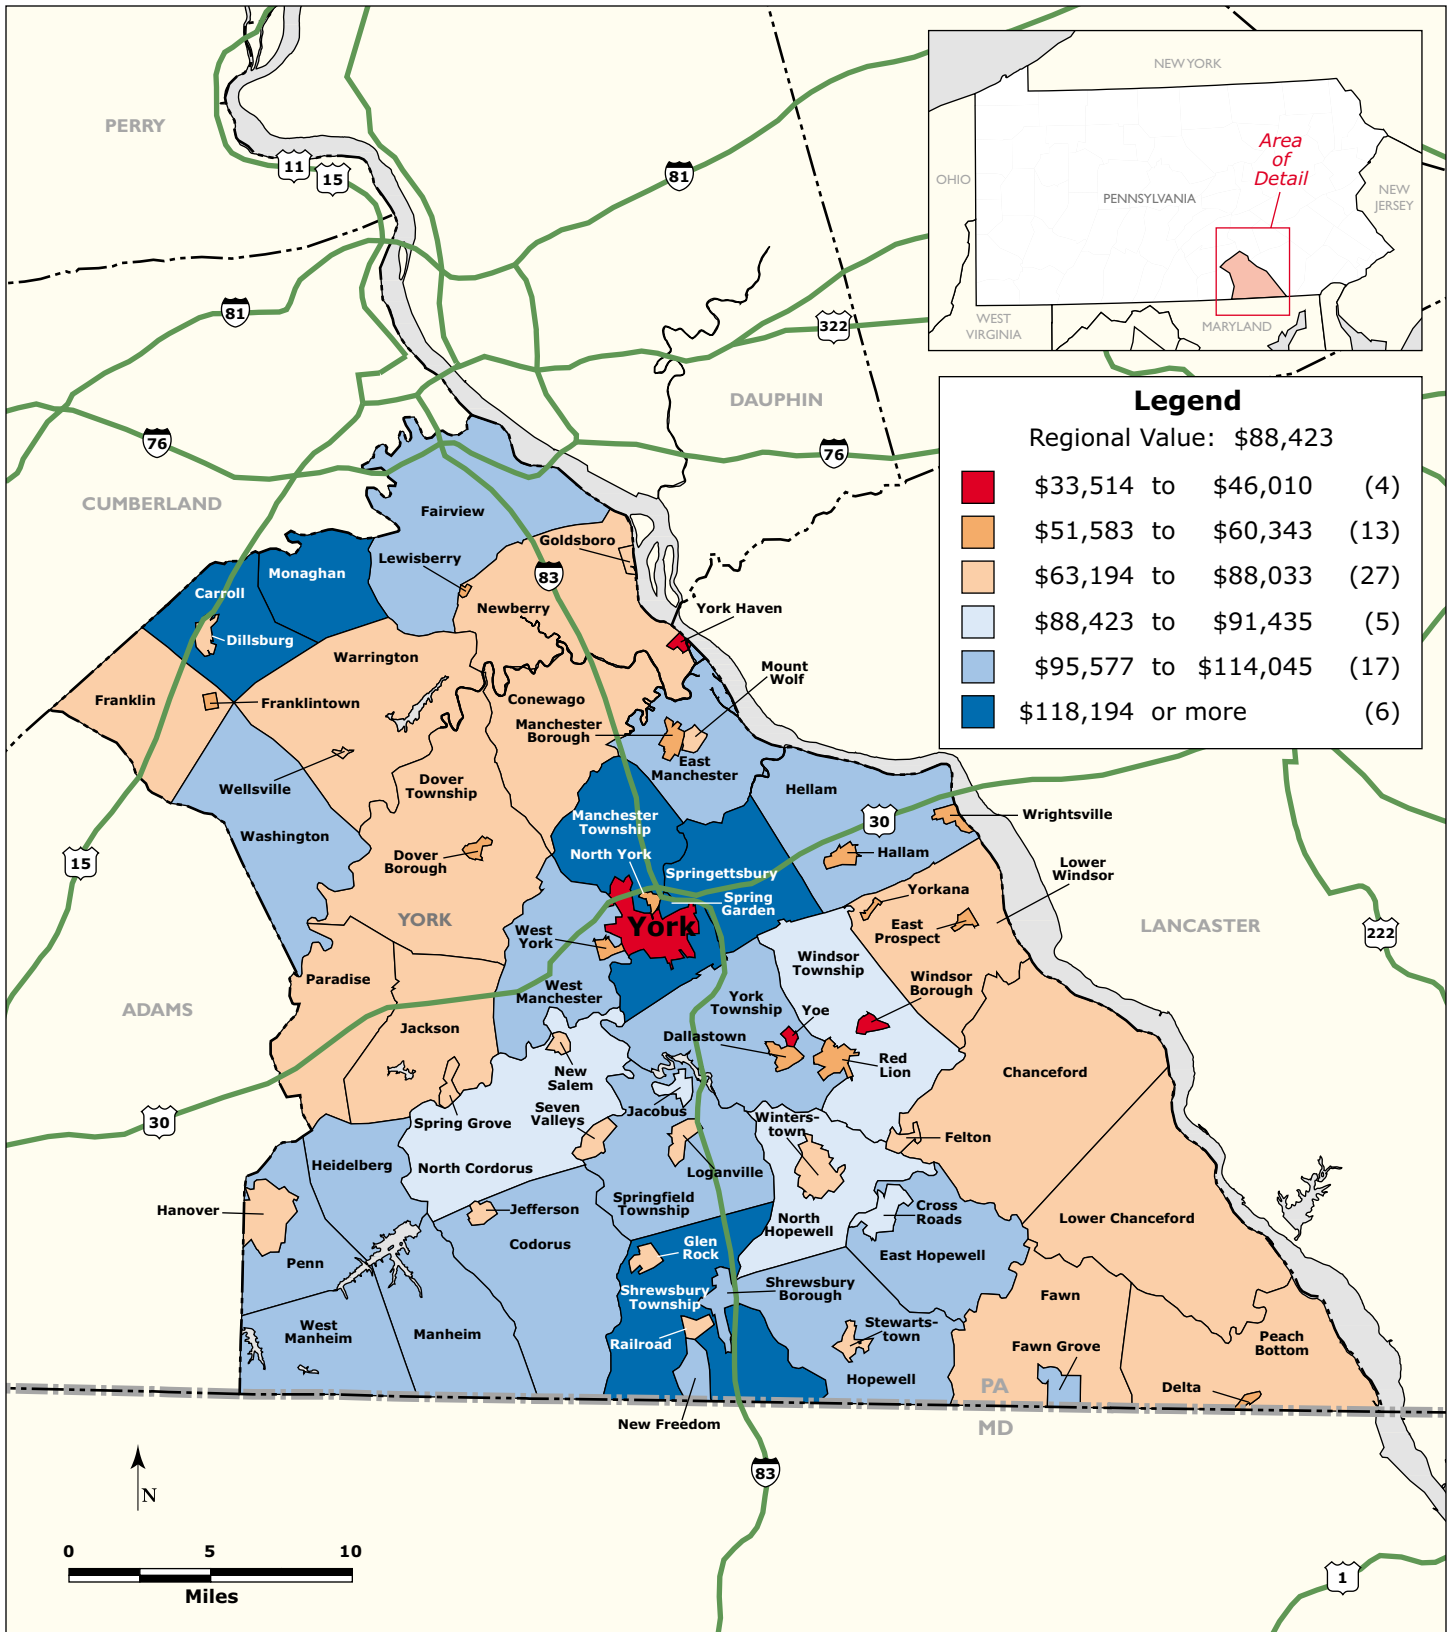 PERRY
11
15
81
NEW YORK
OHIO
PENNSYLVANIA
Area
of
Detail
NEW
JERSEY
WEST
VIRGINIA
MARYLAND
81
322
DAUPHIN
76
76
CUMBERLAND
Legend
Regional Value: $88,423
$33,514 to $46,010 (4)
$51,583 to $60,343 (13)
$63,194 to $88,033 (27)
$88,423 to $91,435 (5)
$95,577 to $114,045 (17)
$118,194 or more (6)
Fairview
Goldsboro
Lewisberry
Monaghan
Carroll
83
Newberry
York Haven
Dillsburg
Warrington
Mount
Wolf
Franklin
Franklintown
Conewago
Manchester
Borough
East
Manchester
Wellsville
Dover
Township
Hellam
Washington
Manchester
Township
30
Wrightsville
North York
Hallam
Dover
Borough
15
Springettsbury
Lower
Windsor
Yorkana
Spring
Garden
YORK
York
East
Prospect
LANCASTER
222
West
York
Windsor
Township
Paradise
Windsor
Borough
West
Manchester
York
Township
ADAMS
Yoe
Jackson
Dallastown
Red
Lion
Chanceford
New
Salem
Seven
Valleys
Jacobus
Winters-
town
30
Spring Grove
Felton
Heidelberg
North Cordorus
Loganville
Springfield
Township
Hanover
Jefferson
North
Hopewell
Cross
Roads
Lower Chanceford
Codorus
Glen
Rock
East Hopewell
Penn
Shrewsbury
Township
Shrewsbury
Borough
Fawn
West
Manheim
Manheim
Stewarts-
town
Railroad
Fawn Grove
Peach
Bottom
Hopewell
PA
Delta
New Freedom
MD
83
N
0 5 10
Miles
1